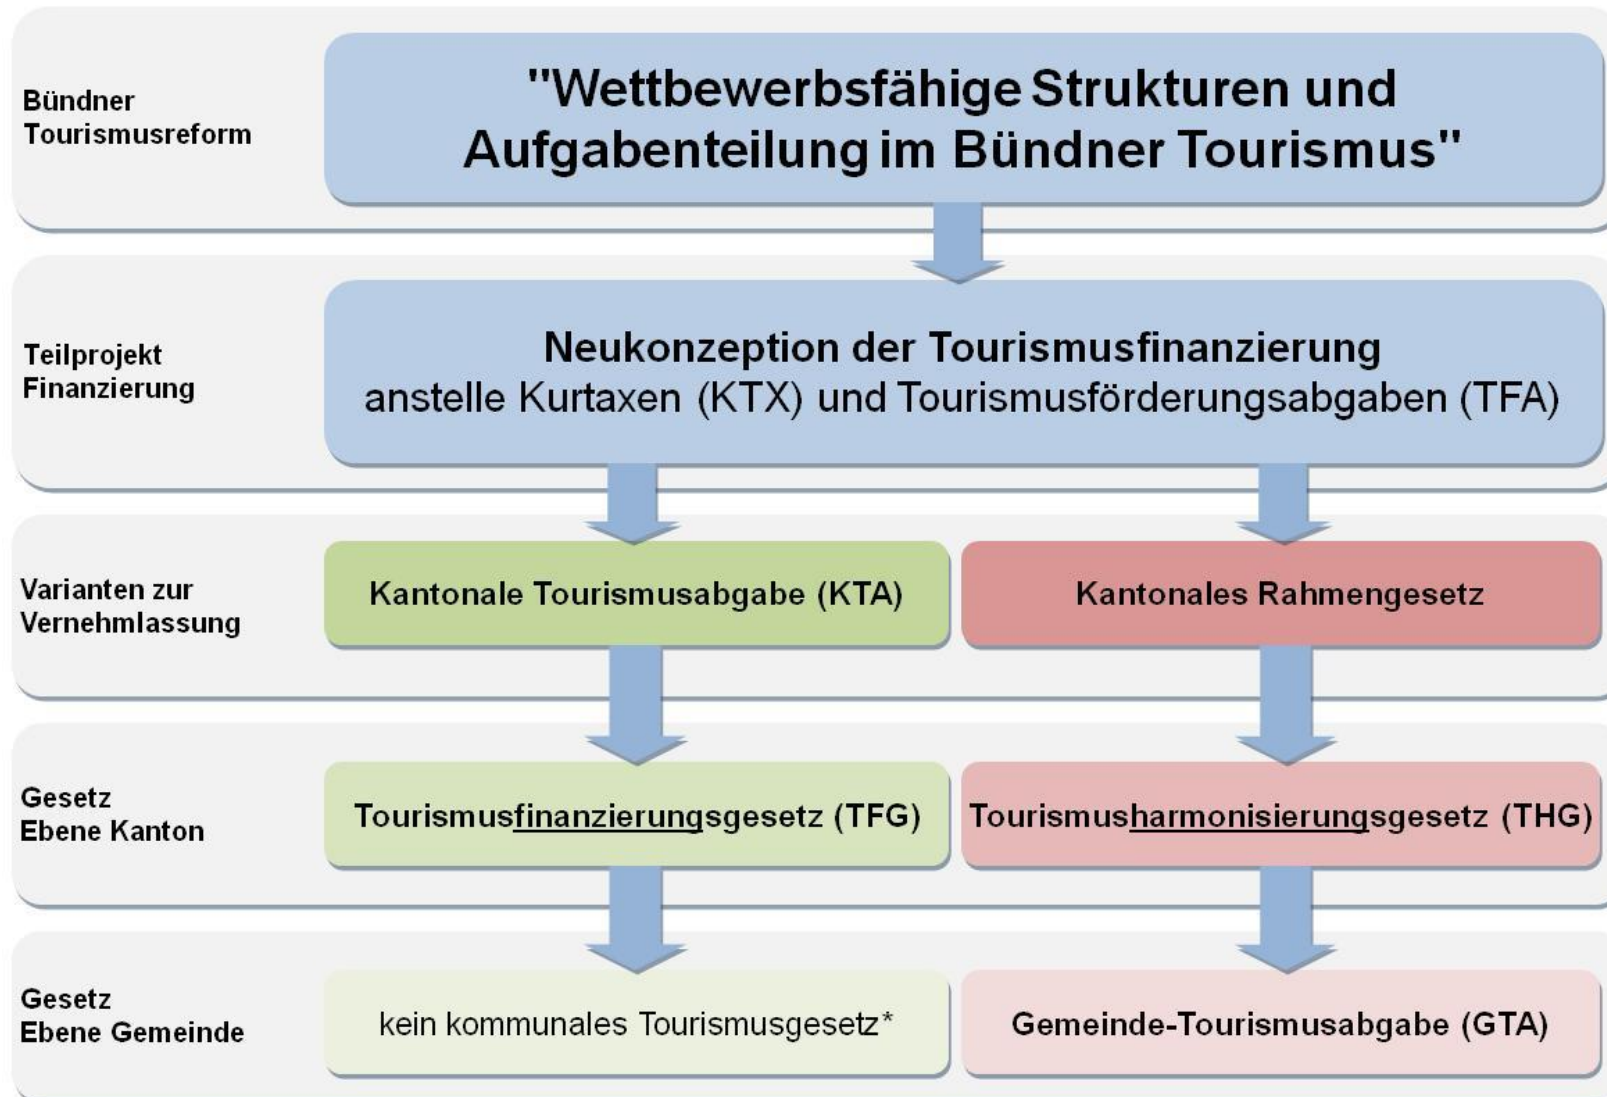 Bündner
Tourismusreform
"Wettbewerbsfähige Strukturen und
Aufgabenteilung im Bündner Tourismus"
Teilprojekt
Finanzierung
Neukonzeption der Tourismusfinanzierung
anstelle Kurtaxen (KTX) und Tourismusförderungsabgaben (TFA)
Varianten zur
Vernehmlassung
Kantonale Tourismusabgabe (KTA)
Kantonales Rahmengesetz
Gesetz
Ebene Kanton
Tourismusfinanzierungsgesetz (TFG)
Tourismusharmonisierungsgesetz (THG)
Gesetz
Ebene Gemeinde
kein kommunales Tourismusgesetz*
Gemeinde-Tourismusabgabe (GTA)